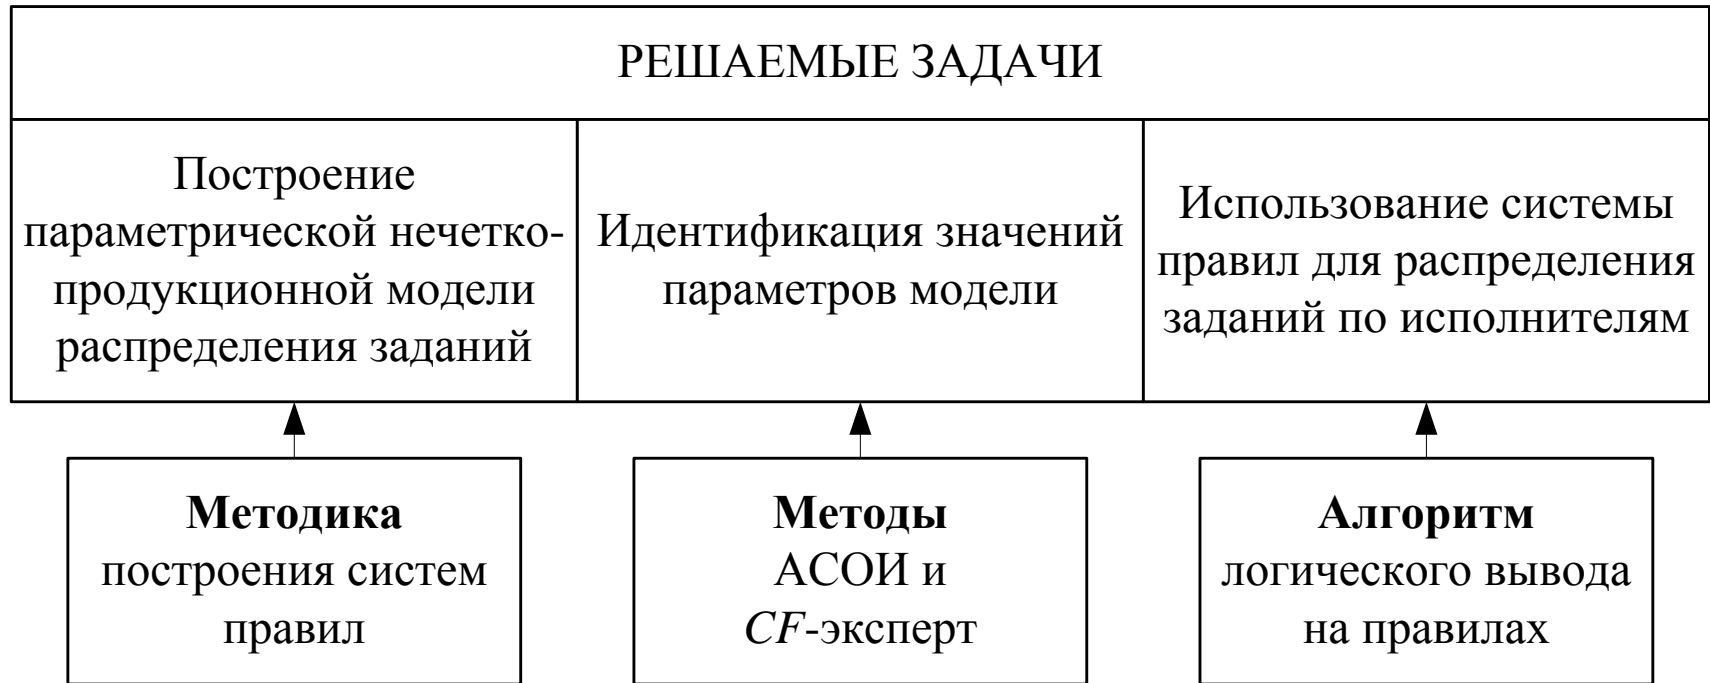 РЕШАЕМЫЕ ЗАДАЧИ
Построение
параметрической нечетко-
продукционной модели
распределения заданий
Идентификация значений
параметров модели
Использование системы
правил для распределения
заданий по исполнителям
Методика
построения систем
правил
Методы
АСОИ и
CF-эксперт
Алгоритм
логического вывода
на правилах